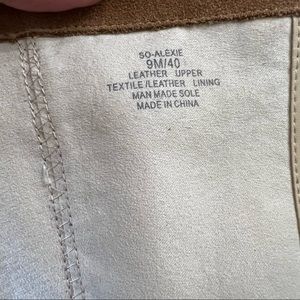 SO-ALEXIE
9M/40
LEATHER UPPER
TEXTILE/LEATHER LINING
MAN MADE SOLE
MADE IN CHINA